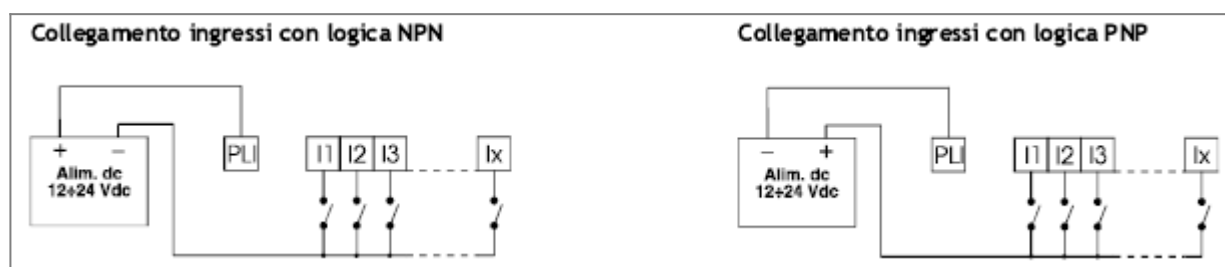 Collegamento ingressi con logica NPN
+ −
Alim. dc
12÷24 Vdc
PLI
I1 I2 I3
Ix
Collegamento ingressi con logica PNP
− +
Alim. dc
12÷24 Vdc
PLI
I1 I2 I3
Ix